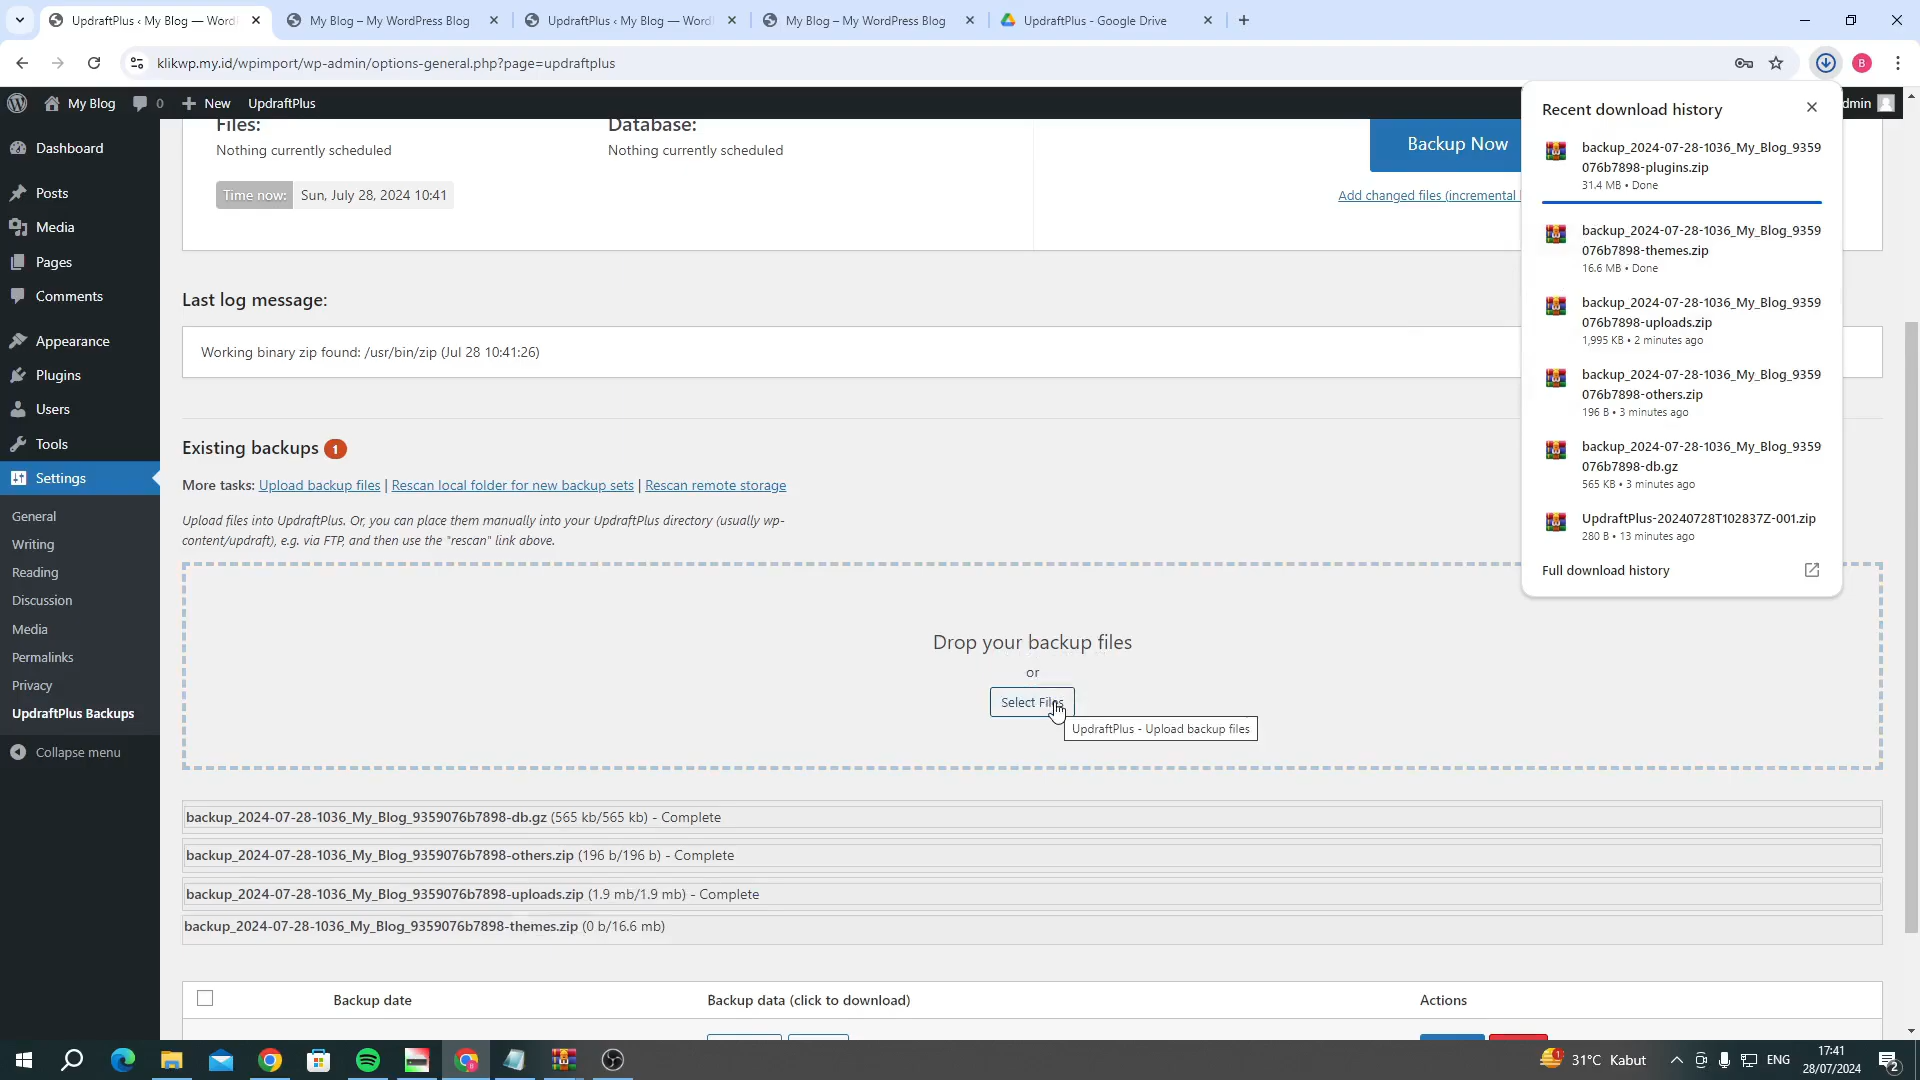 UpdraftPlus ‹ My Blog — Word
My Blog – My WordPress Blog
UpdraftPlus ‹ My Blog — Word
My Blog – My WordPress Blog
UpdraftPlus - Google Drive
klikwp.my.id/wpimport/wp-admin/options-general.php?page=updraftplus
B
My Blog
0
New
UpdraftPlus
dmin
Dashboard
Posts
Media
Pages
Comments
Appearance
Plugins
Users
Tools
Settings
General
Writing
Reading
Discussion
Media
Permalinks
Privacy
UpdraftPlus Backups
Collapse menu
Files:
Nothing currently scheduled
Database:
Nothing currently scheduled
Time now: Sun, July 28, 2024 10:41
Backup Now
Add changed files (incremental
Last log message:
Working binary zip found: /usr/bin/zip (Jul 28 10:41:26)
Existing backups 1
More tasks: Upload backup files | Rescan local folder for new backup sets | Rescan remote storage
Upload files into UpdraftPlus. Or, you can place them manually into your UpdraftPlus directory (usually wp-
content/updraft), e.g. via FTP, and then use the "rescan" link above.
Drop your backup files
or
Select Files
UpdraftPlus - Upload backup files
backup_2024-07-28-1036_My_Blog_9359076b7898-db.gz (565 kb/565 kb) - Complete
backup_2024-07-28-1036_My_Blog_9359076b7898-others.zip (196 b/196 b) - Complete
backup_2024-07-28-1036_My_Blog_9359076b7898-uploads.zip (1.9 mb/1.9 mb) - Complete
backup_2024-07-28-1036_My_Blog_9359076b7898-themes.zip (0 b/16.6 mb)
Backup date
Backup data (click to download)
Actions
Recent download history
backup_2024-07-28-1036_My_Blog_9359
076b7898-plugins.zip
31.4 MB • Done
backup_2024-07-28-1036_My_Blog_9359
076b7898-themes.zip
16.6 MB • Done
backup_2024-07-28-1036_My_Blog_9359
076b7898-uploads.zip
1,995 KB • 2 minutes ago
backup_2024-07-28-1036_My_Blog_9359
076b7898-others.zip
196 B • 3 minutes ago
backup_2024-07-28-1036_My_Blog_9359
076b7898-db.gz
565 KB • 3 minutes ago
UpdraftPlus-20240728T102837Z-001.zip
280 B • 13 minutes ago
Full download history
1
31°C Kabut
ENG
17:41
28/07/2024
2